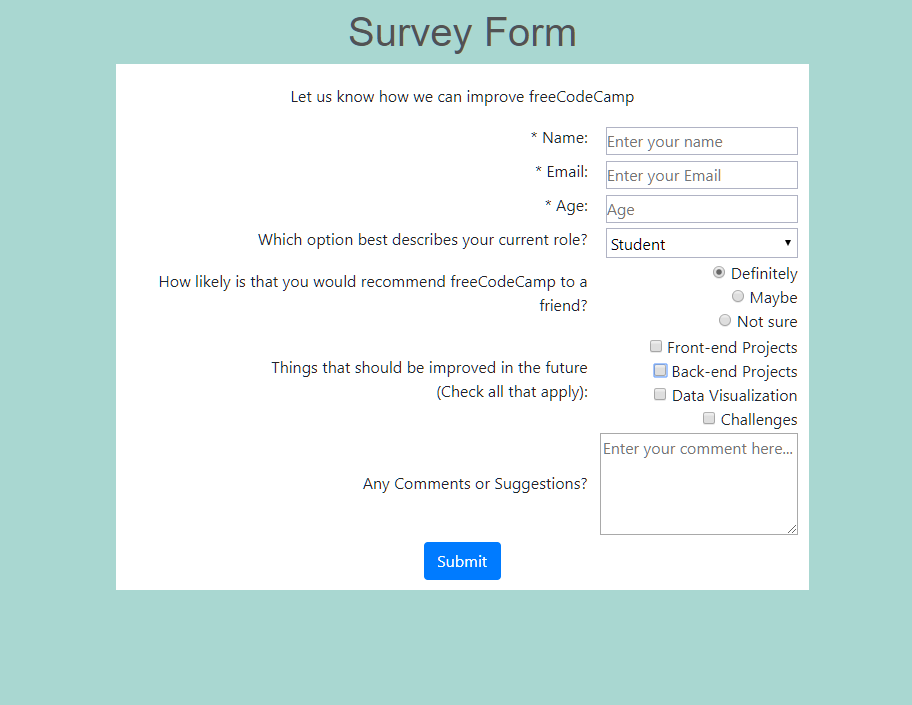 Survey Form
Let us know how we can improve freeCodeCamp
* Name:
Enter your name
* Email:
Enter your Email
* Age:
Age
Which option best describes your current role?
Student
How likely is that you would recommend freeCodeCamp to a
friend?
Definitely
Maybe
Not sure
Things that should be improved in the future
(Check all that apply):
Front-end Projects
Back-end Projects
Data Visualization
Challenges
Any Comments or Suggestions?
Enter your comment here...
Submit